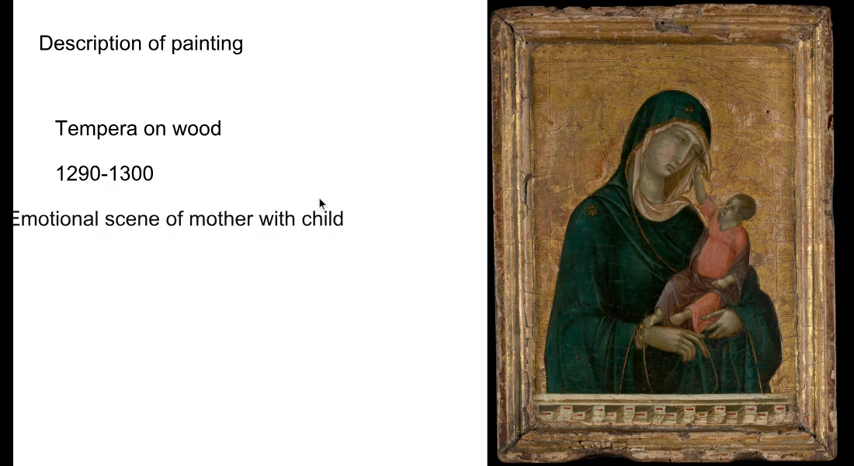 Description of painting
Tempera on wood
1290-1300
Emotional scene of mother with child